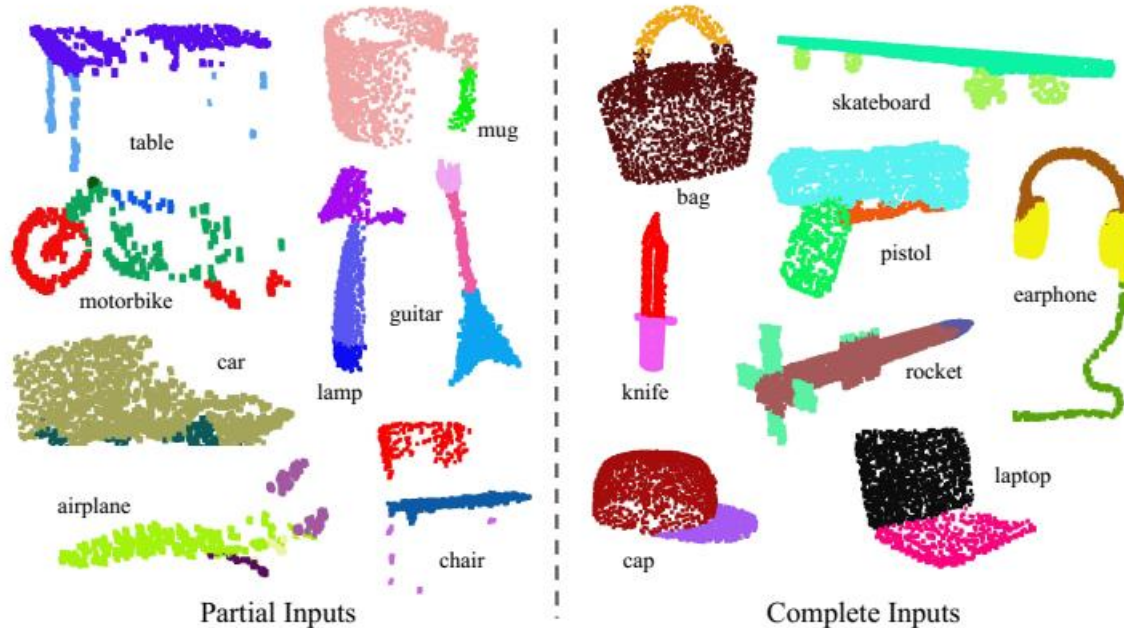 table
mug
motorbike
guitar
car
lamp
airplane
chair
Partial Inputs
skateboard
bag
pistol
earphone
knife
rocket
laptop
cap
Complete Inputs